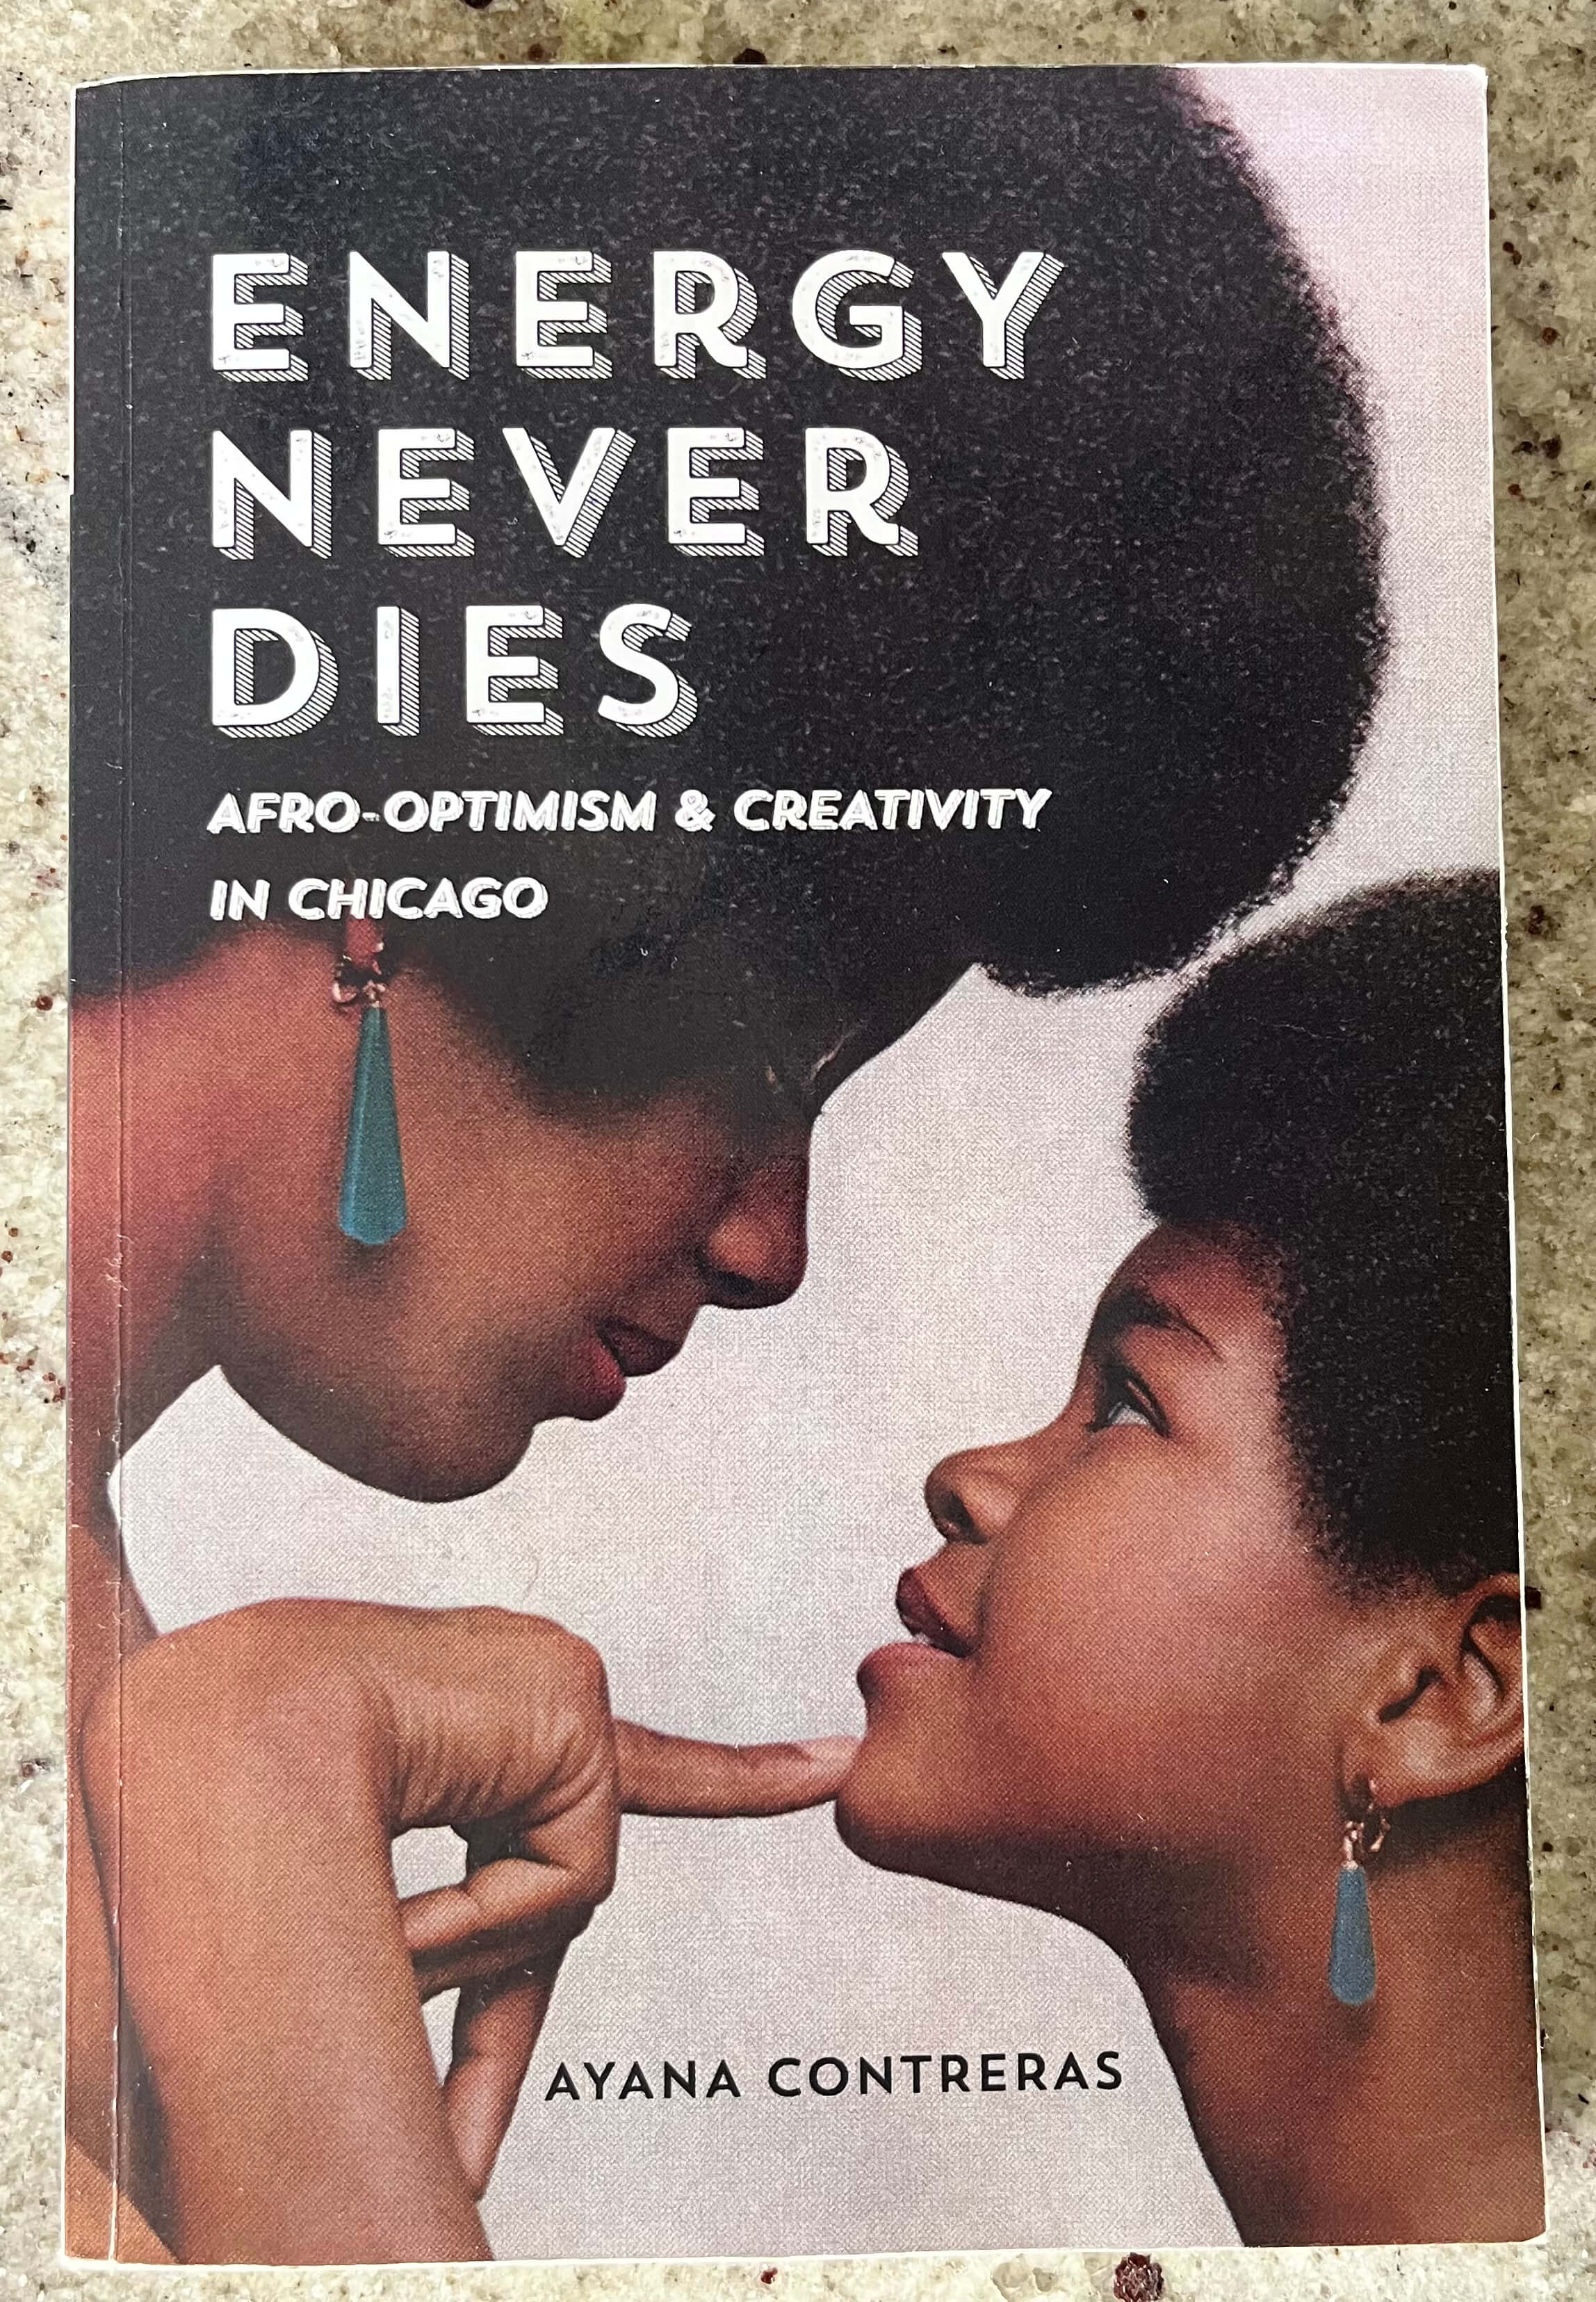 ENERGY
NEVER
DIES
AFRO-OPTIMISM & CREATIVITY
IN CHICAGO
AYANA CONTRERAS